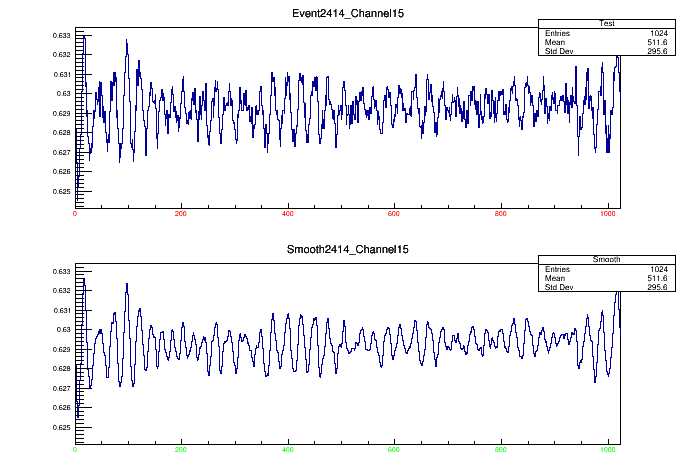 Event2414_Channel15
Test
Entries 1024
Mean 511.6
Std Dev 295.6
0.633
0.632
0.631
0.63
0.629
0.628
0.627
0.626
0.625
0 200 400 600 800 1000
Smooth2414_Channel15
Smooth
Entries 1024
Mean 511.6
Std Dev 295.6
0.633
0.632
0.631
0.63
0.629
0.628
0.627
0.626
0.625
0 200 400 600 800 1000